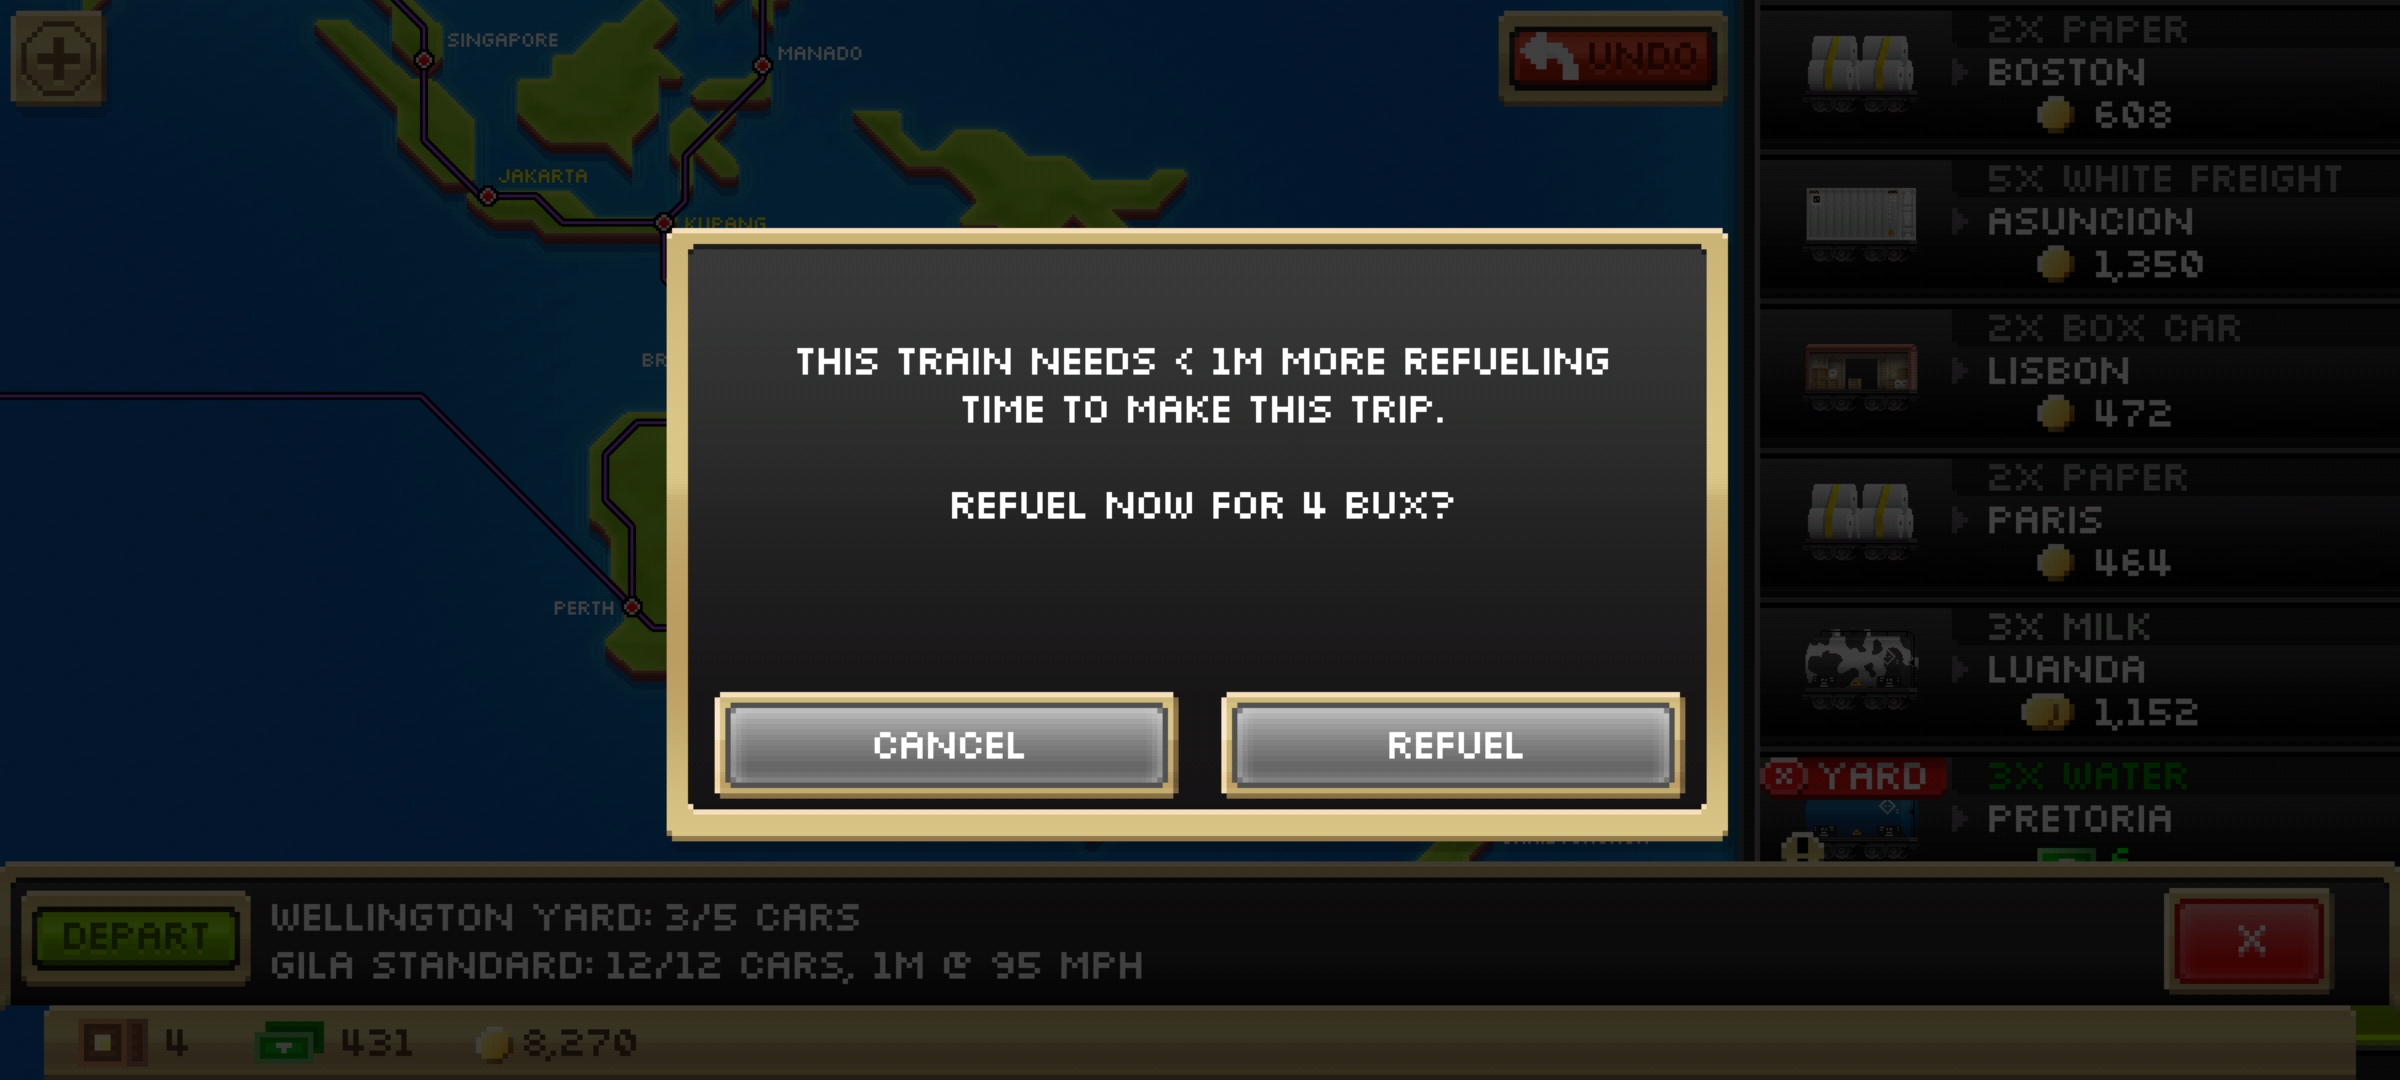 SINGAPORE
MANADO
JAKARTA
KUPANG
BR
PERTH
UNDO
THIS TRAIN NEEDS < 1M MORE REFUELING
TIME TO MAKE THIS TRIP.
REFUEL NOW FOR 4 BUX?
CANCEL
REFUEL
2X PAPER
BOSTON
608
5X WHITE FREIGHT
ASUNCION
1,350
2X BOX CAR
LISBON
472
2X PAPER
PARIS
464
3X MILK
LUANDA
1,152
YARD
3X WATER
PRETORIA
DEPART
WELLINGTON YARD: 3/5 CARS
GILA STANDARD: 12/12 CARS, 1M @ 95 MPH
X
4
431
8,270